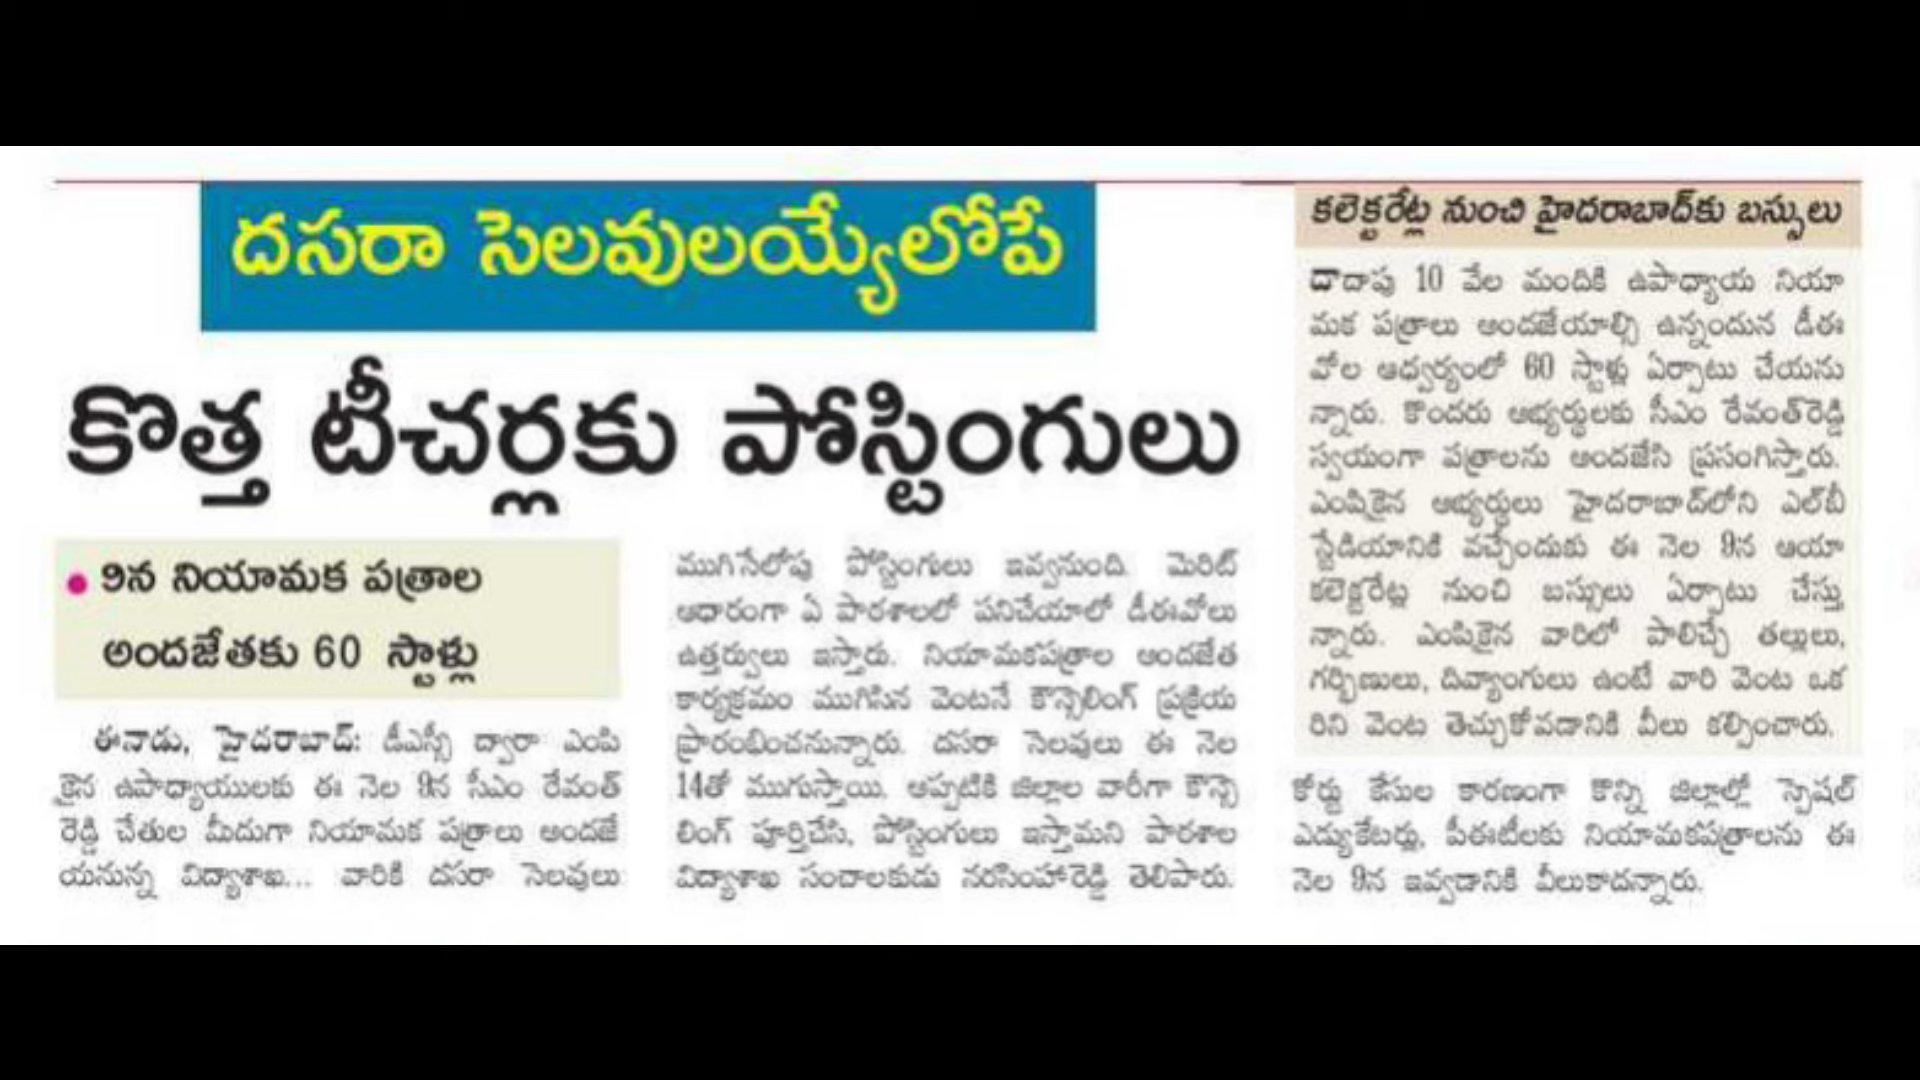 దసరా సెలవులయ్యేలోపే
కొత్త టీచర్లకు పోస్టింగులు
• 9న నియామక పత్రాల
అందజేతకు 60 స్టాళ్లు
ఈనాడు, హైదరాబాద్: డీఎస్సీ ద్వారా ఎంపి
కైన ఉపాధ్యాయులకు ఈ నెల 9న సీఎం రేవంత్
రెడ్డి చేతుల మీదుగా నియామక పత్రాలు అందజే
యనున్న విద్యాశాఖ... వారికి దసరా సెలవులు
ముగిసేలోపు పోస్టింగులు ఇవ్వనుంది. మెరిట్
ఆధారంగా ఏ పాఠశాలలో పనిచేయాలో డీఈవోలు
ఉత్తర్వులు ఇస్తారు. నియామకపత్రాల అందజేత
కార్యక్రమం ముగిసిన వెంటనే కౌన్సెలింగ్ ప్రక్రియ
ప్రారంభించనున్నారు. దసరా సెలవులు ఈ నెల
14తో ముగుస్తాయి. అప్పటికి జిల్లాల వారీగా కౌన్సె
లింగ్ పూర్తిచేసి, పోస్టింగులు ఇస్తామని పాఠశాల
విద్యాశాఖ సంచాలకుడు నరసింహారెడ్డి తెలిపారు.
కలెక్టరేట్ల నుంచి హైదరాబాద్‌కు బస్సులు
దాదాపు 10 వేల మందికి ఉపాధ్యాయ నియా
మక పత్రాలు అందజేయాల్సి ఉన్నందున డీఈ
వోల ఆధ్వర్యంలో 60 స్టాళ్లు ఏర్పాటు చేయను
న్నారు. కొందరు అభ్యర్థులకు సీఎం రేవంత్‌రెడ్డి
స్వయంగా పత్రాలను అందజేసి ప్రసంగిస్తారు.
ఎంపికైన అభ్యర్థులు హైదరాబాద్‌లోని ఎల్‌బీ
స్టేడియానికి వచ్చేందుకు ఈ నెల 9న ఆయా
కలెక్టరేట్ల నుంచి బస్సులు ఏర్పాటు చేస్తు
న్నారు. ఎంపికైన వారిలో పాలిచ్చే తల్లులు,
గర్భిణులు, దివ్యాంగులు ఉంటే వారి వెంట ఒక
రిని వెంట తెచ్చుకోవడానికి వీలు కల్పించారు.
కోర్టు కేసుల కారణంగా కొన్ని జిల్లాల్లో స్పెషల్
ఎడ్యుకేటర్లు, పీఈటీలకు నియామకపత్రాలను ఈ
నెల 9న ఇవ్వడానికి వీలుకాదన్నారు.